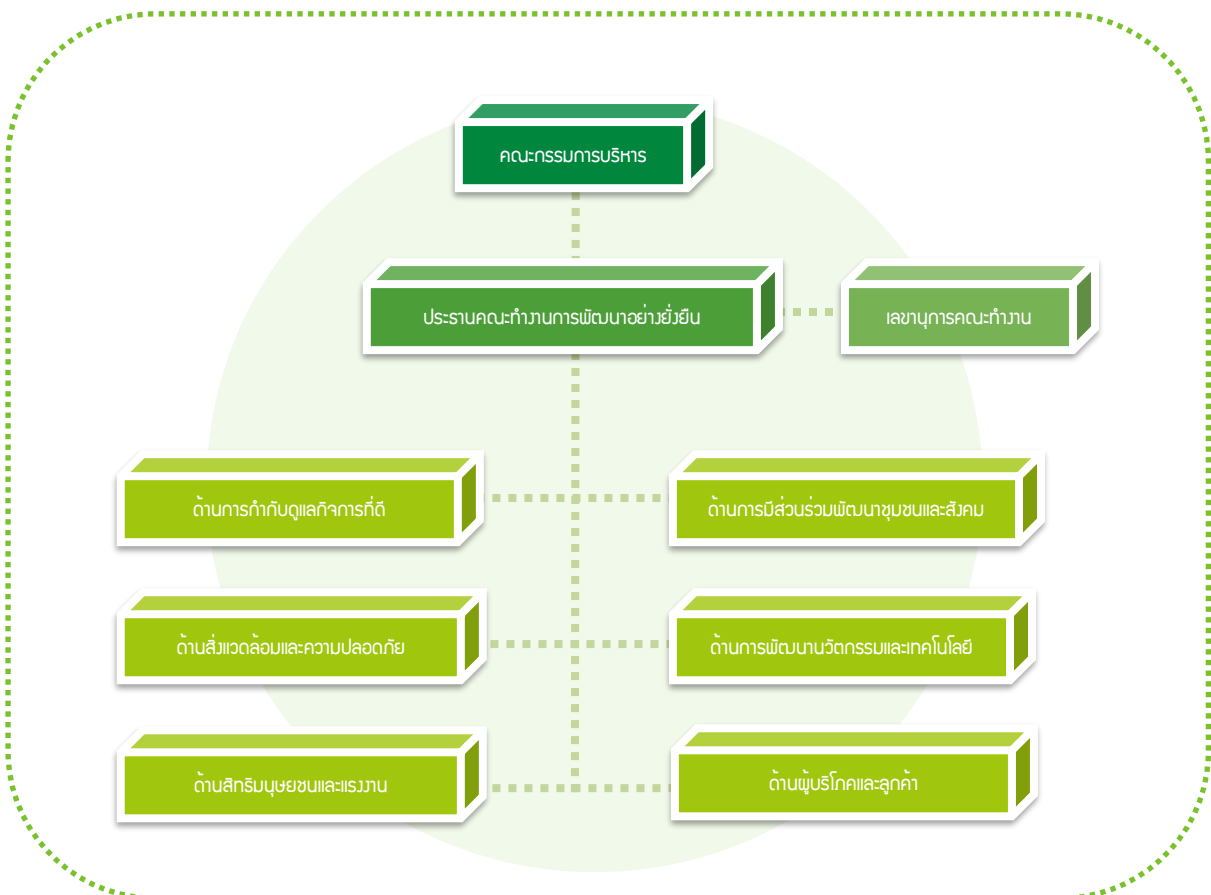 คณะกรรมการบริหาร
ประธานคณะทำงานการพัฒนาอย่างยั่งยืน
เลขานุการคณะทำงาน
ด้านการกำกับดูแลกิจการที่ดี
ด้านการมีส่วนร่วมพัฒนาชุมชนและสังคม
ด้านสิ่งแวดล้อมและความปลอดภัย
ด้านการพัฒนานวัตกรรมและเทคโนโลยี
ด้านสิทธิมนุษยชนและแรงงาน
ด้านผู้บริโภคและลูกค้า